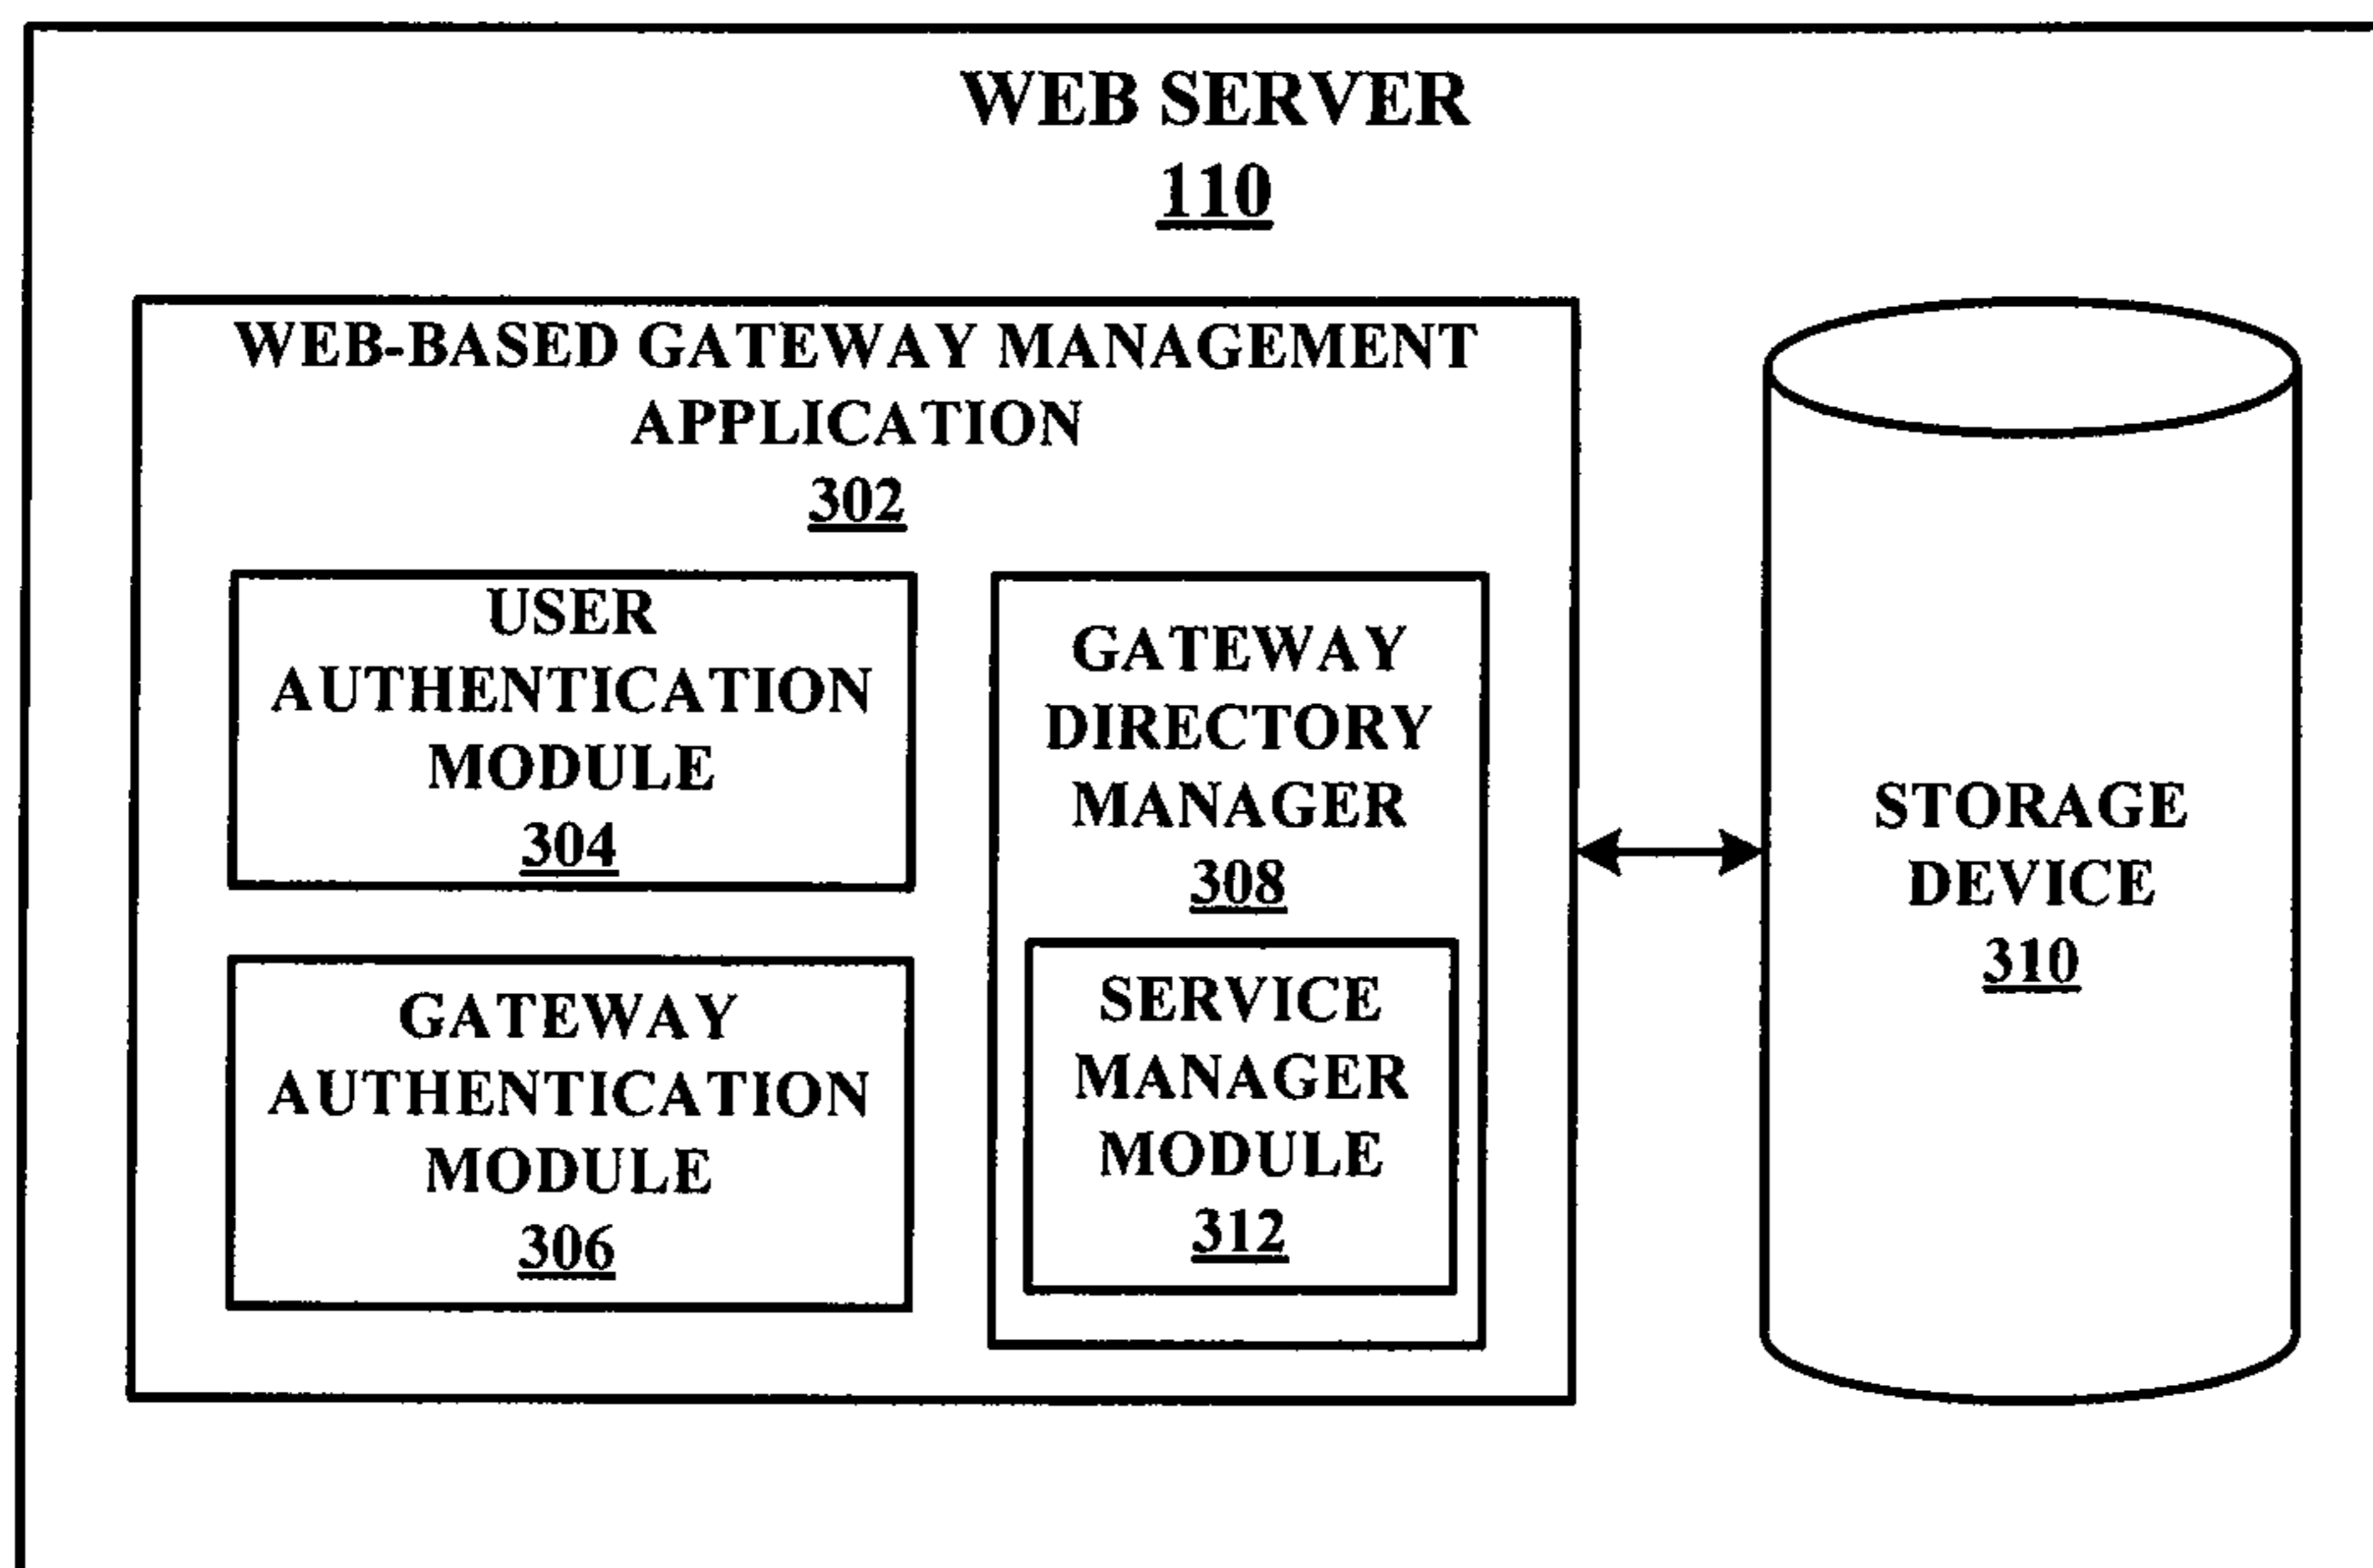 WEB SERVER
110
WEB-BASED GATEWAY MANAGEMENT
APPLICATION
302
USER
AUTHENTICATION
MODULE
304
GATEWAY
AUTHENTICATION
MODULE
306
GATEWAY
DIRECTORY
MANAGER
308
SERVICE
MANAGER
MODULE
312
STORAGE
DEVICE
310